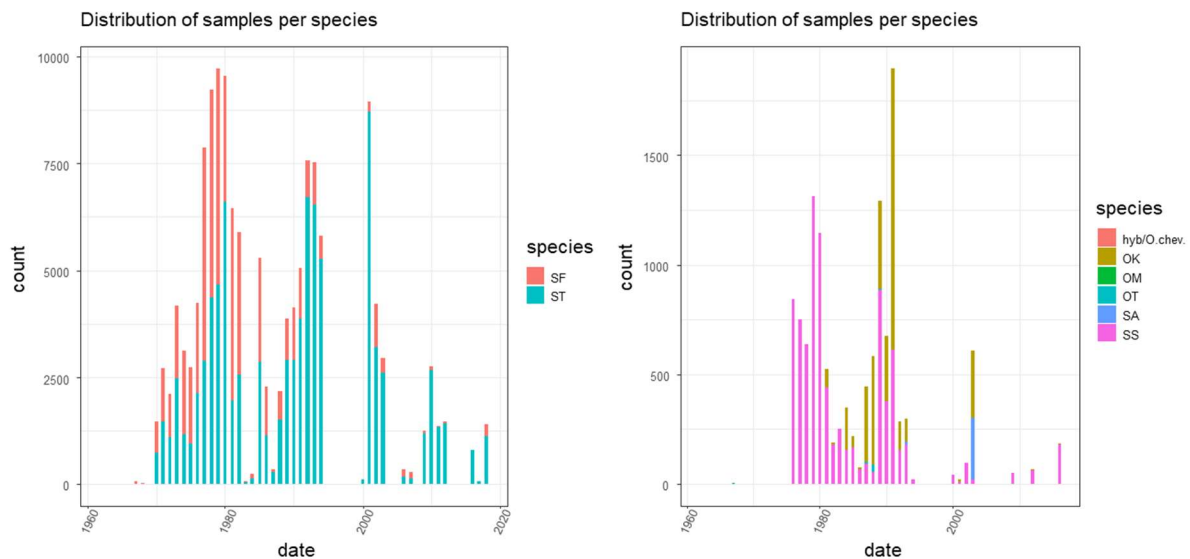 Distribution of samples per species
10000
7500
5000
2500
0
count
1960
1980
2000
2020
date
species
SF
ST
Distribution of samples per species
1500
1000
500
0
count
1960
1980
2000
date
species
hyb/O.chev.
OK
OM
OT
SA
SS